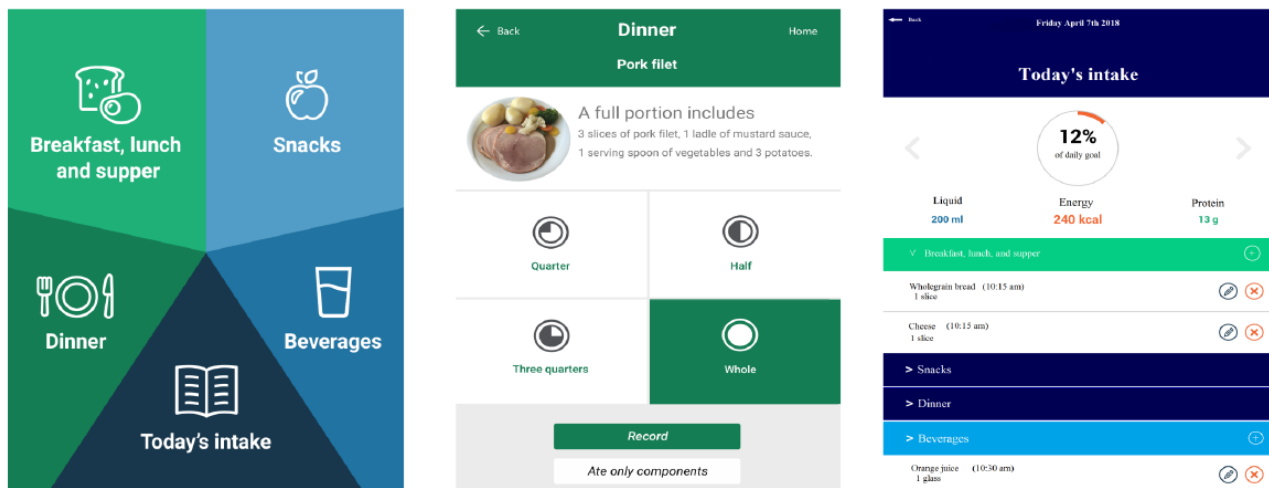 Breakfast, lunch
and supper
Snacks
Dinner
Beverages
Today's intake
← Back
Dinner
Home
Pork filet
A full portion includes
3 slices of pork filet, 1 ladle of mustard sauce,
1 serving spoon of vegetables and 3 potatoes.
Quarter
Half
Three quarters
Whole
Record
Ate only components
← Back
Friday April 7th 2018
Today's intake
12%
of daily goal
Liquid
Energy
Protein
200 ml
240 kcal
13 g
v Breakfast, lunch, and supper
Wholegrain bread (10:15 am)
1 slice
Cheese (10:15 am)
1 slice
> Snacks
> Dinner
> Beverages
Orange juice (10:30 am)
1 glass